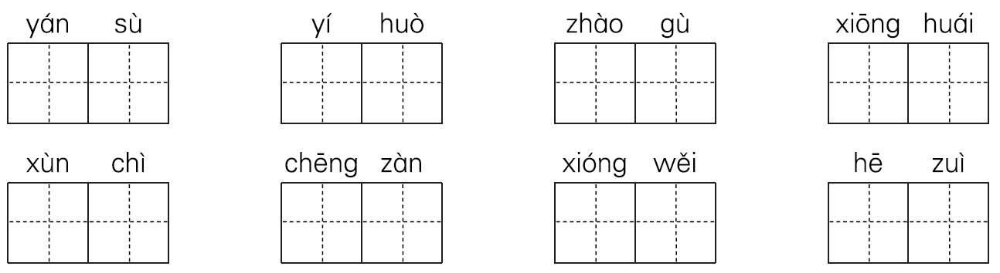 yán sù yí huò zhào gù xiōng huái
xùn chì chēng zàn xióng wěi hē zuì